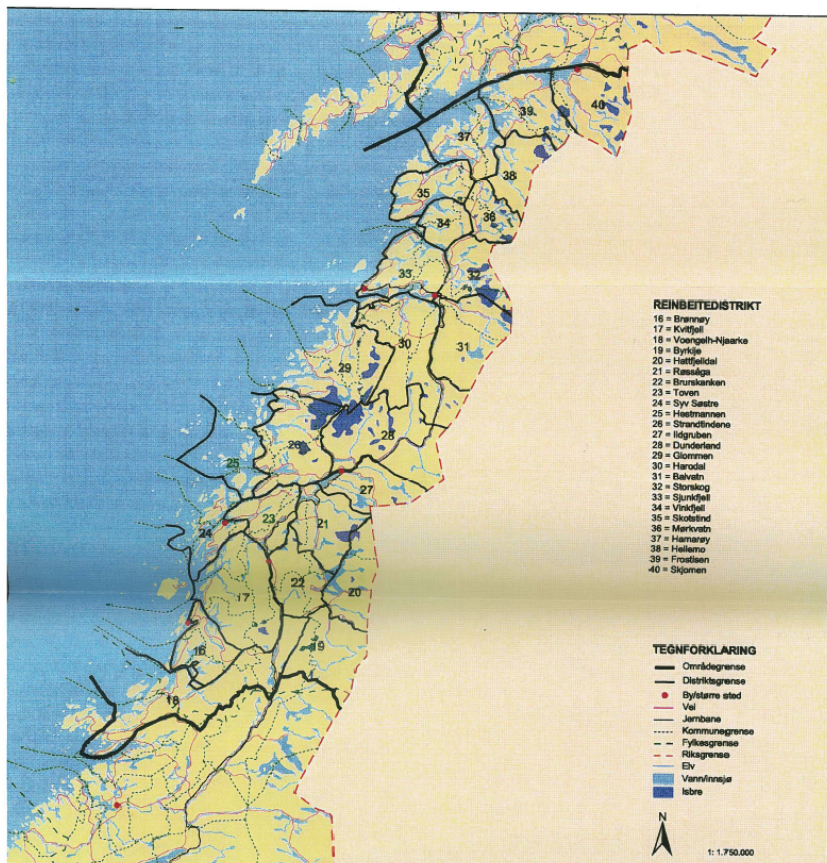 40
39
37
38
35
36
34
33
32
31
30
29
28
26
25
27
23
21
24
22
20
17
19
16
18
REINBEITEDISTRIKT
16 = Brønnøy
17 = Kvitfjell
18 = Voengelh-Njaarke
19 = Byrkije
20 = Hattfjelldal
21 = Røssåga
22 = Brurskanken
23 = Toven
24 = Syv Søstre
25 = Hestmannen
26 = Strandtindene
27 = Ildgruben
28 = Dunderland
29 = Glommen
30 = Harodal
31 = Balvatn
32 = Storskog
33 = Sjunkfjell
34 = Vinkfjell
35 = Skotstind
36 = Mørkvatn
37 = Hamarøy
38 = Hellemo
39 = Frostisen
40 = Skjomen
TEGNFORKLARING
Områdegrense
Distriktsgrense
By/større sted
Vei
Jernbane
Kommunegrense
Fylkesgrense
Riksgrense
Elv
Vann/innsjø
Isbre
N
1: 1.750.000